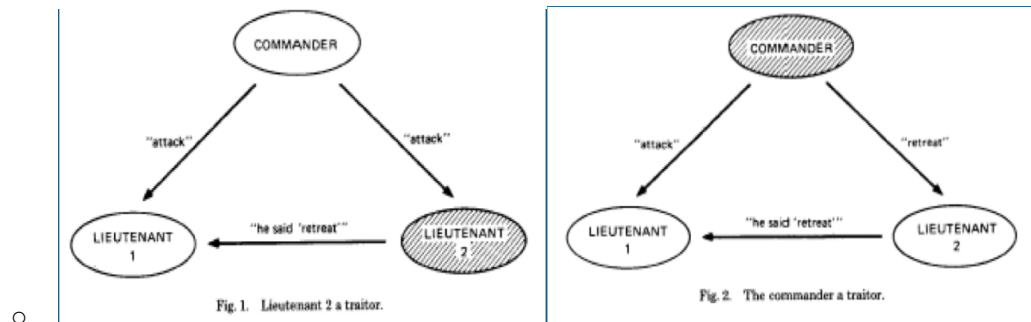 COMMANDER
"attack"
"attack"
LIEUTENANT
1
"he said 'retreat'"
LIEUTENANT
2
Fig. 1. Lieutenant 2 a traitor.
COMMANDER
"attack"
"retreat"
LIEUTENANT
1
"he said 'retreat'"
LIEUTENANT
2
Fig. 2. The commander a traitor.